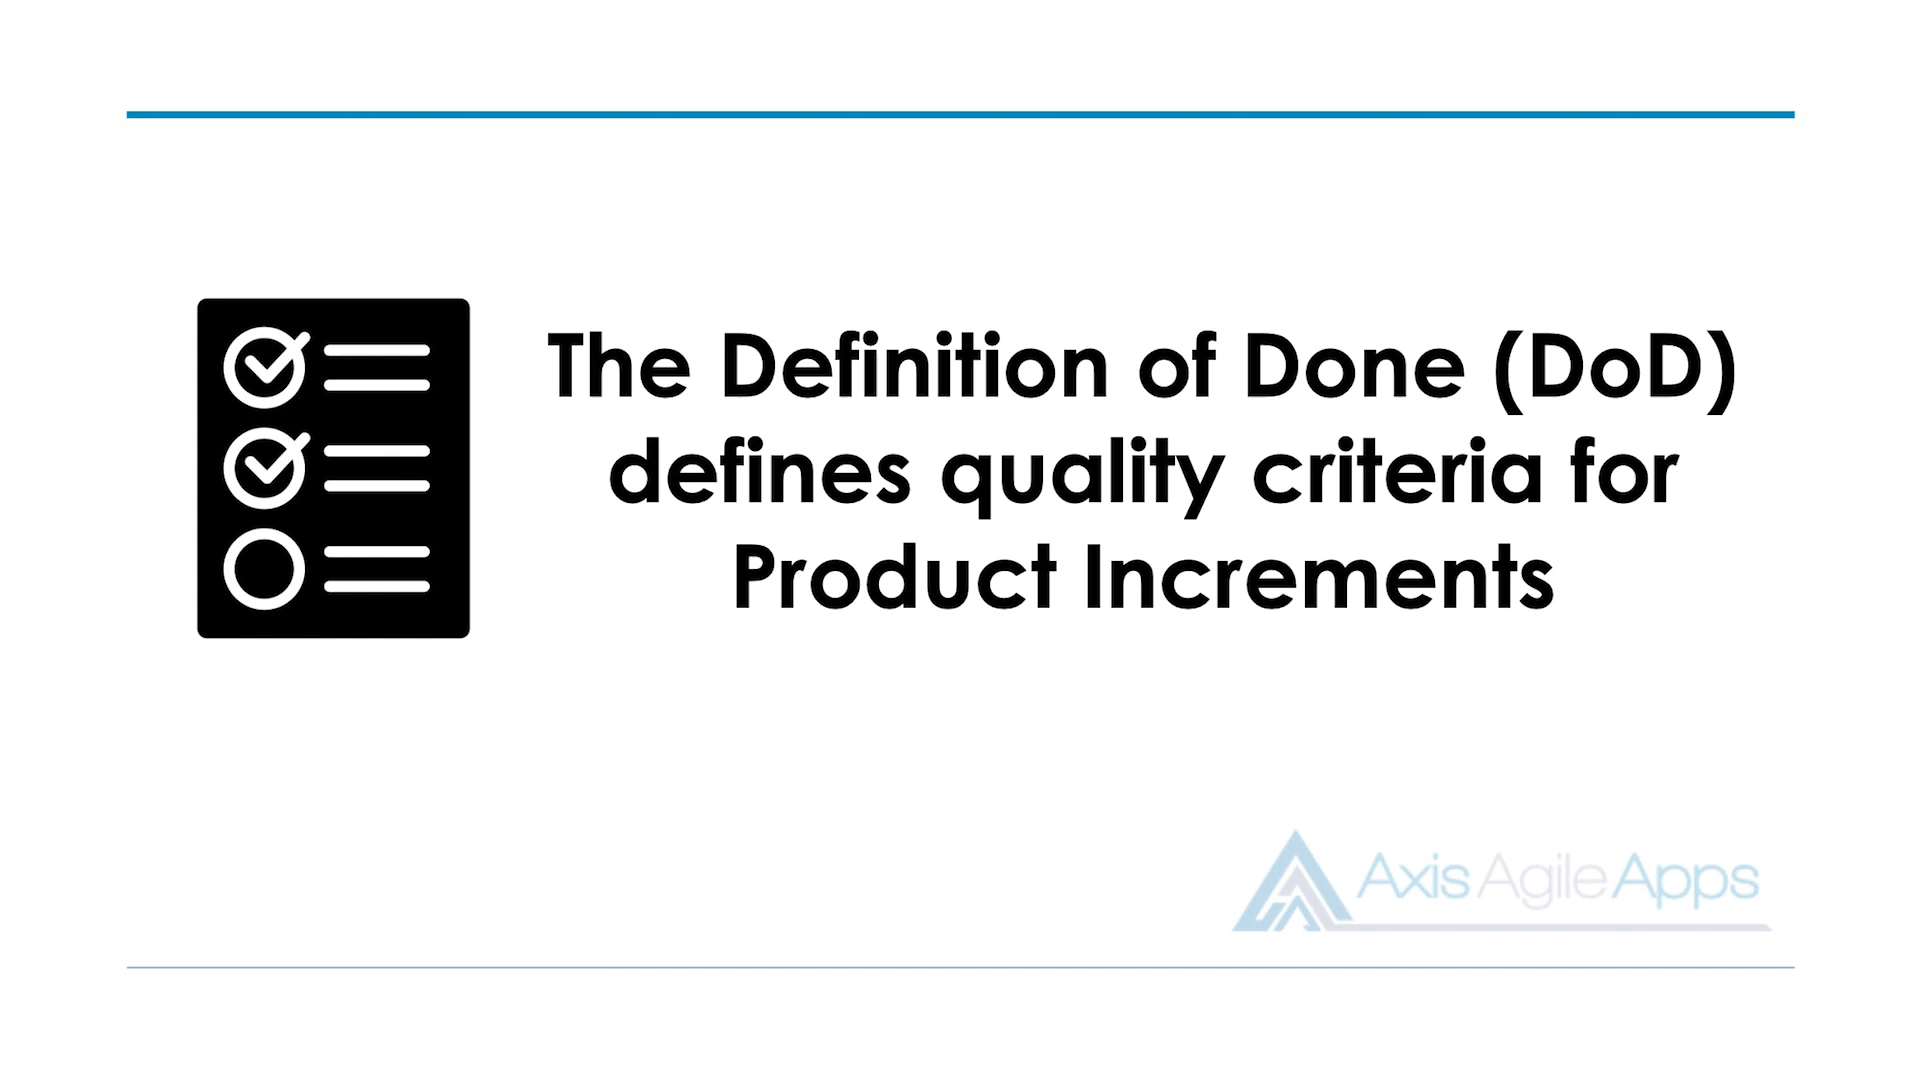 The Definition of Done (DoD)
defines quality criteria for
Product Increments
Axis Agile Apps